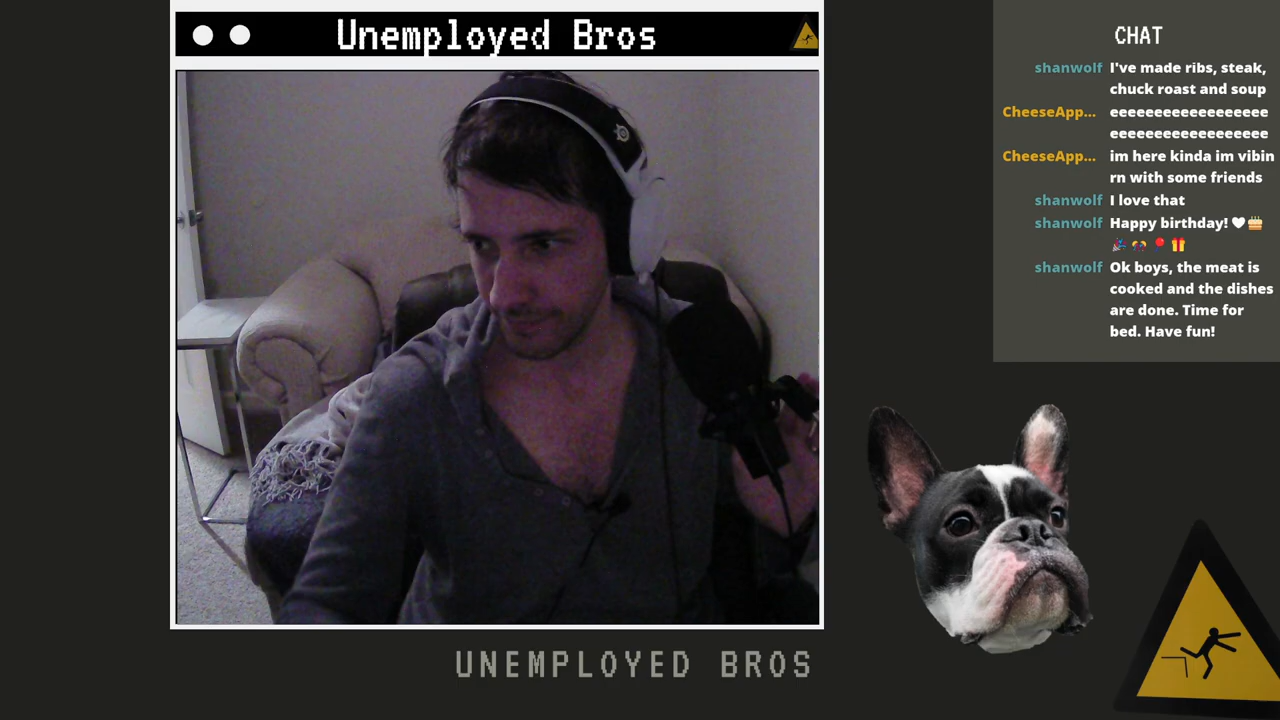 Unemployed Bros
CHAT
shanwolf I've made ribs, steak,
chuck roast and soup
CheeseApp... eeeeeeeeeeeeeeeeee
eeeeeeeeeeeeeeeeee
CheeseApp... im here kinda im vibin
rn with some friends
shanwolf I love that
shanwolf Happy birthday! 🤍🎂
🎉 🎊 🎈 🎁
shanwolf Ok boys, the meat is
cooked and the dishes
are done. Time for
bed. Have fun!
UNEMPLOYED BROS